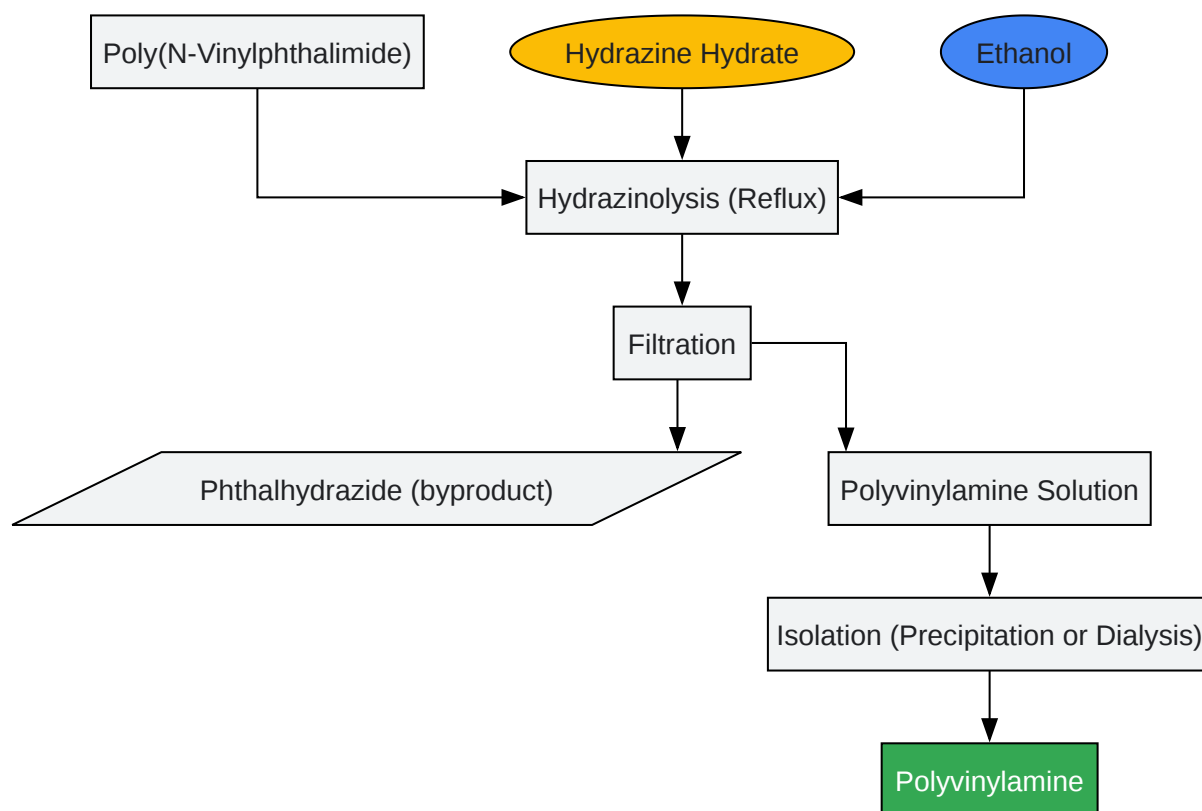 Poly(N-Vinylphthalimide)
Hydrazine Hydrate
Ethanol
Hydrazinolysis (Reflux)
Filtration
Phthalhydrazide (byproduct)
Polyvinylamine Solution
Isolation (Precipitation or Dialysis)
Polyvinylamine